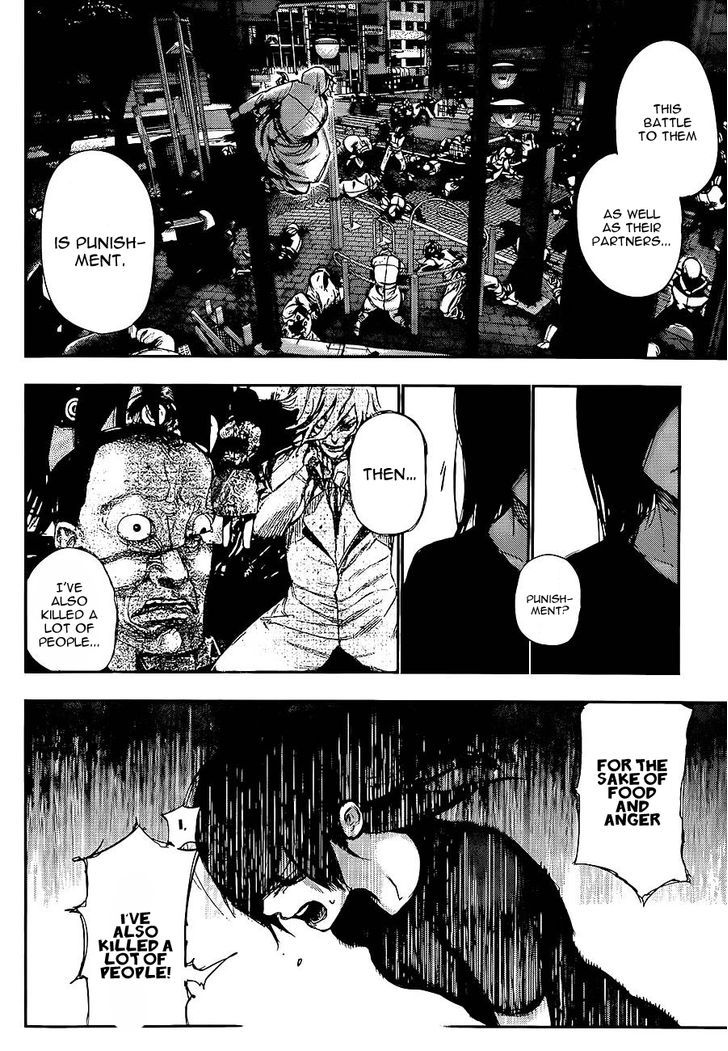 THIS
BATTLE
TO THEM
AS WELL
AS THEIR
PARTNERS...
IS PUNISH-
MENT.
PUNISH-
MENT?
THEN...
I'VE
ALSO
KILLED A
LOT OF
PEOPLE...
FOR THE
SAKE OF
FOOD
AND
ANGER
I,
I'VE
ALSO
KILLED A
LOT OF
PEOPLE!